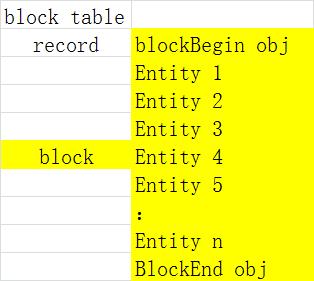 block table
record blockBegin obj
Entity 1
Entity 2
Entity 3
block Entity 4
Entity 5
:
Entity n
BlockEnd obj